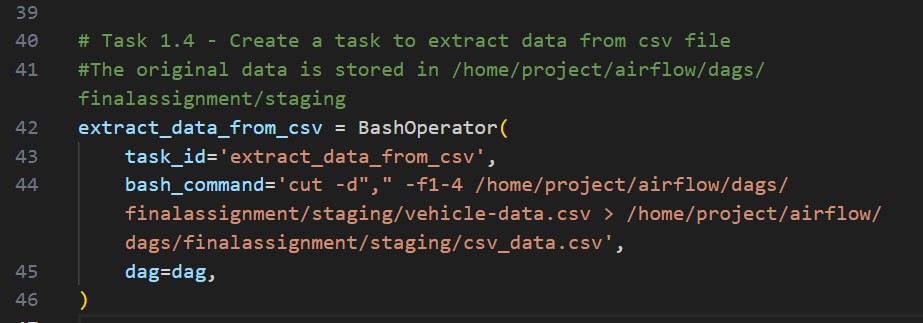 39
40 # Task 1.4 - Create a task to extract data from csv file
41 #The original data is stored in /home/project/airflow/dags/
finalassignment/staging
42 extract_data_from_csv = BashOperator(
43     task_id='extract_data_from_csv',
44     bash_command='cut -d"," -f1-4 /home/project/airflow/dags/
finalassignment/staging/vehicle-data.csv > /home/project/airflow/
dags/finalassignment/staging/csv_data.csv',
45     dag=dag,
46 )